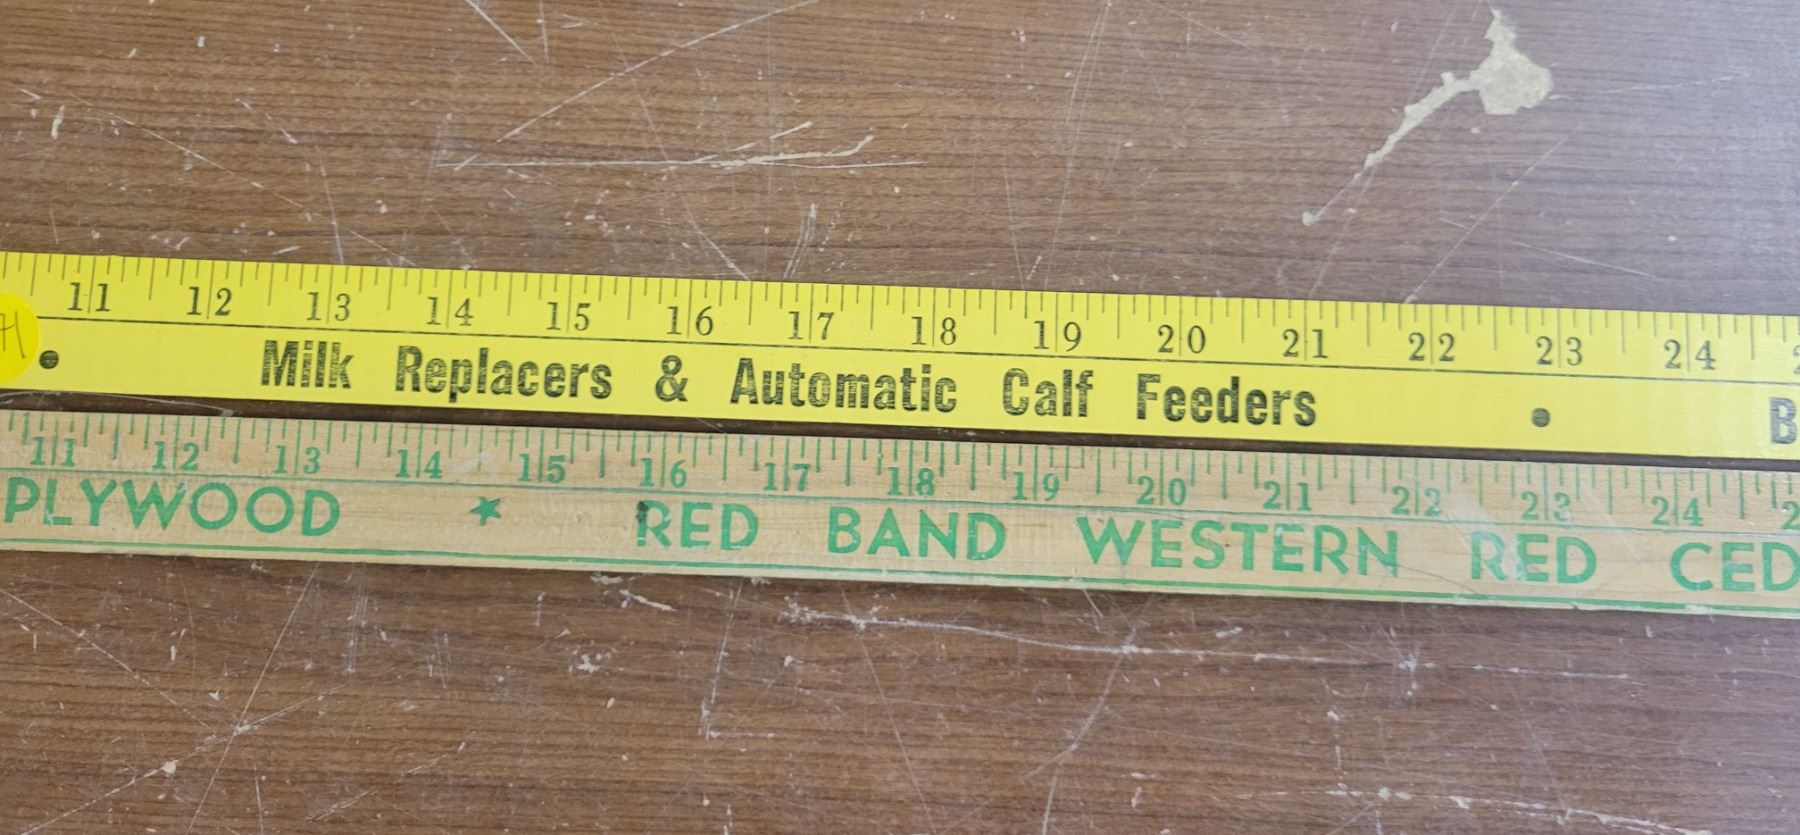 11 12 13 14 15 16 17 18 19 20 21 22 23 24
Milk Replacers & Automatic Calf Feeders
11 12 13 14 15 16 17 18 19 20 21 22 23 24
PLYWOOD ★ RED BAND WESTERN RED CED